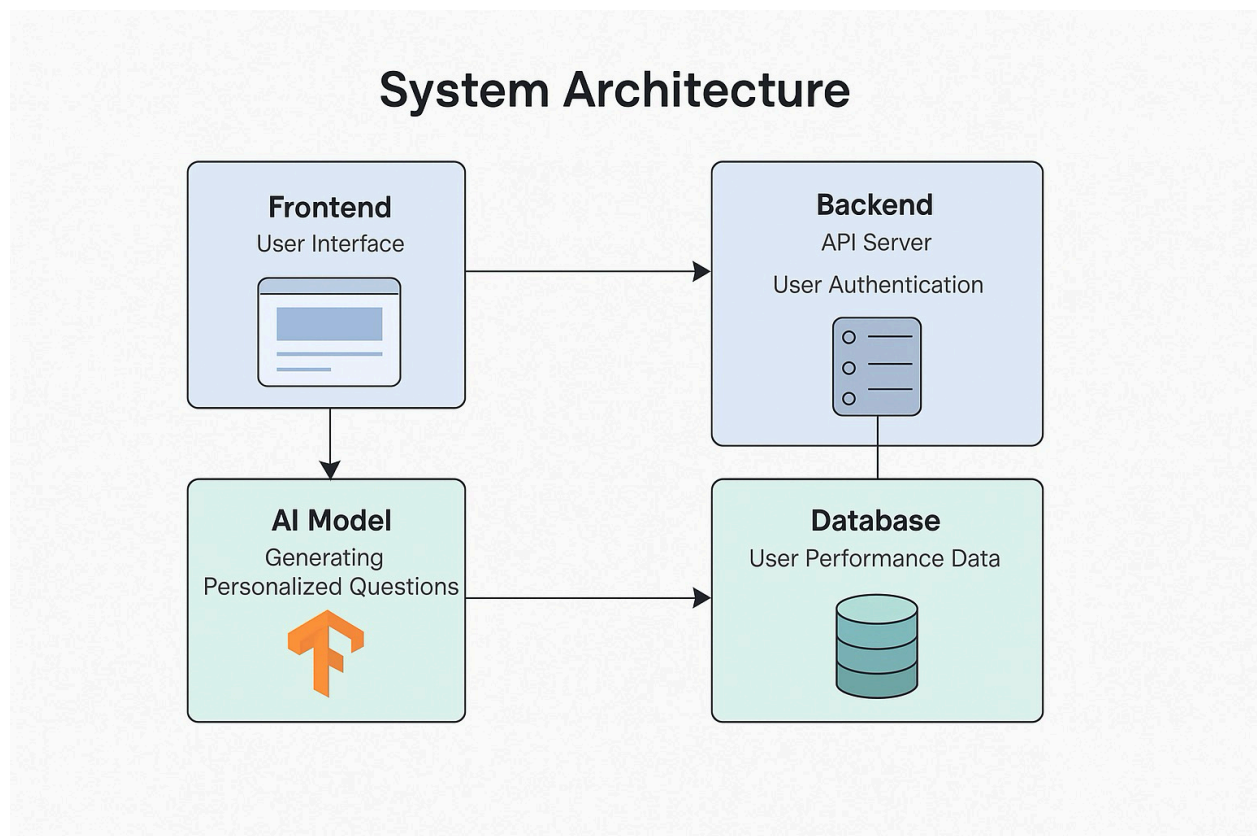 System Architecture
Frontend
User Interface
Backend
API Server
User Authentication
AI Model
Generating
Personalized Questions
Database
User Performance Data